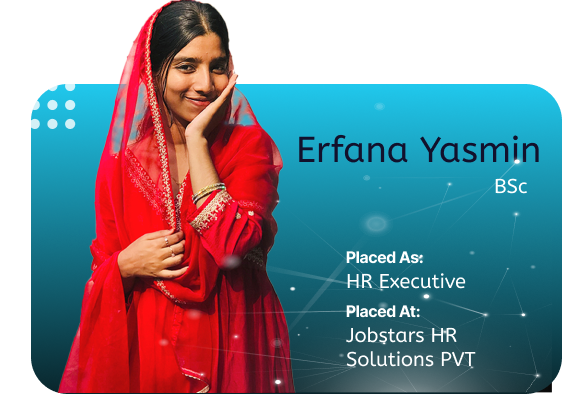 Erfana Yasmin
BSc
Placed As:
HR Executive
Placed At:
Jobstars HR
Solutions PVT